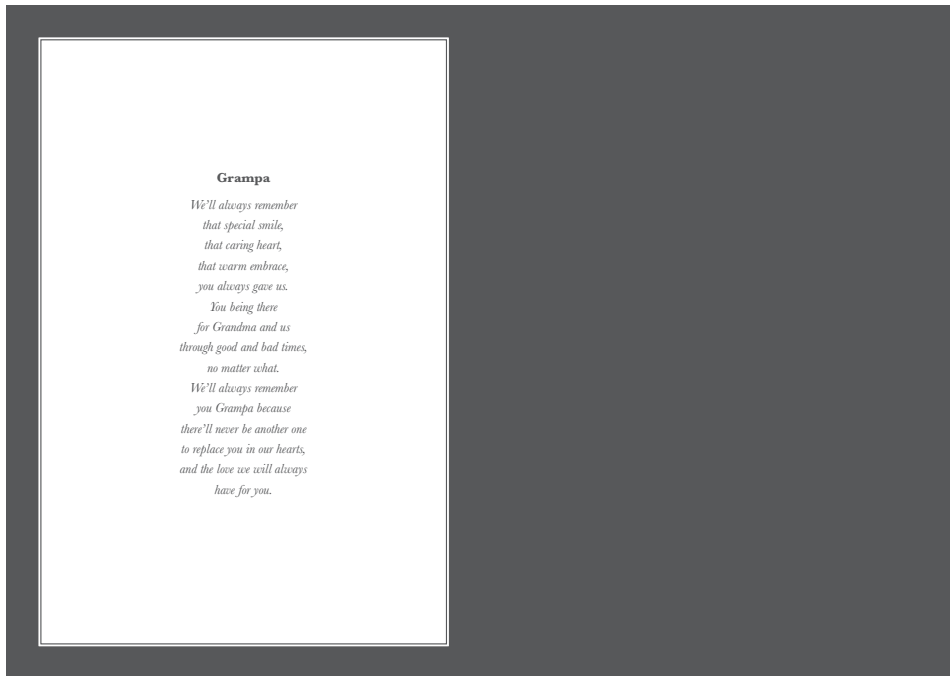 Grampa
We’ll always remember
that special smile,
that caring heart,
that warm embrace,
you always gave us.
You being there
for Grandma and us
through good and bad times,
no matter what.
We’ll always remember
you Grampa because
there’ll never be another one
to replace you in our hearts,
and the love we will always
have for you.